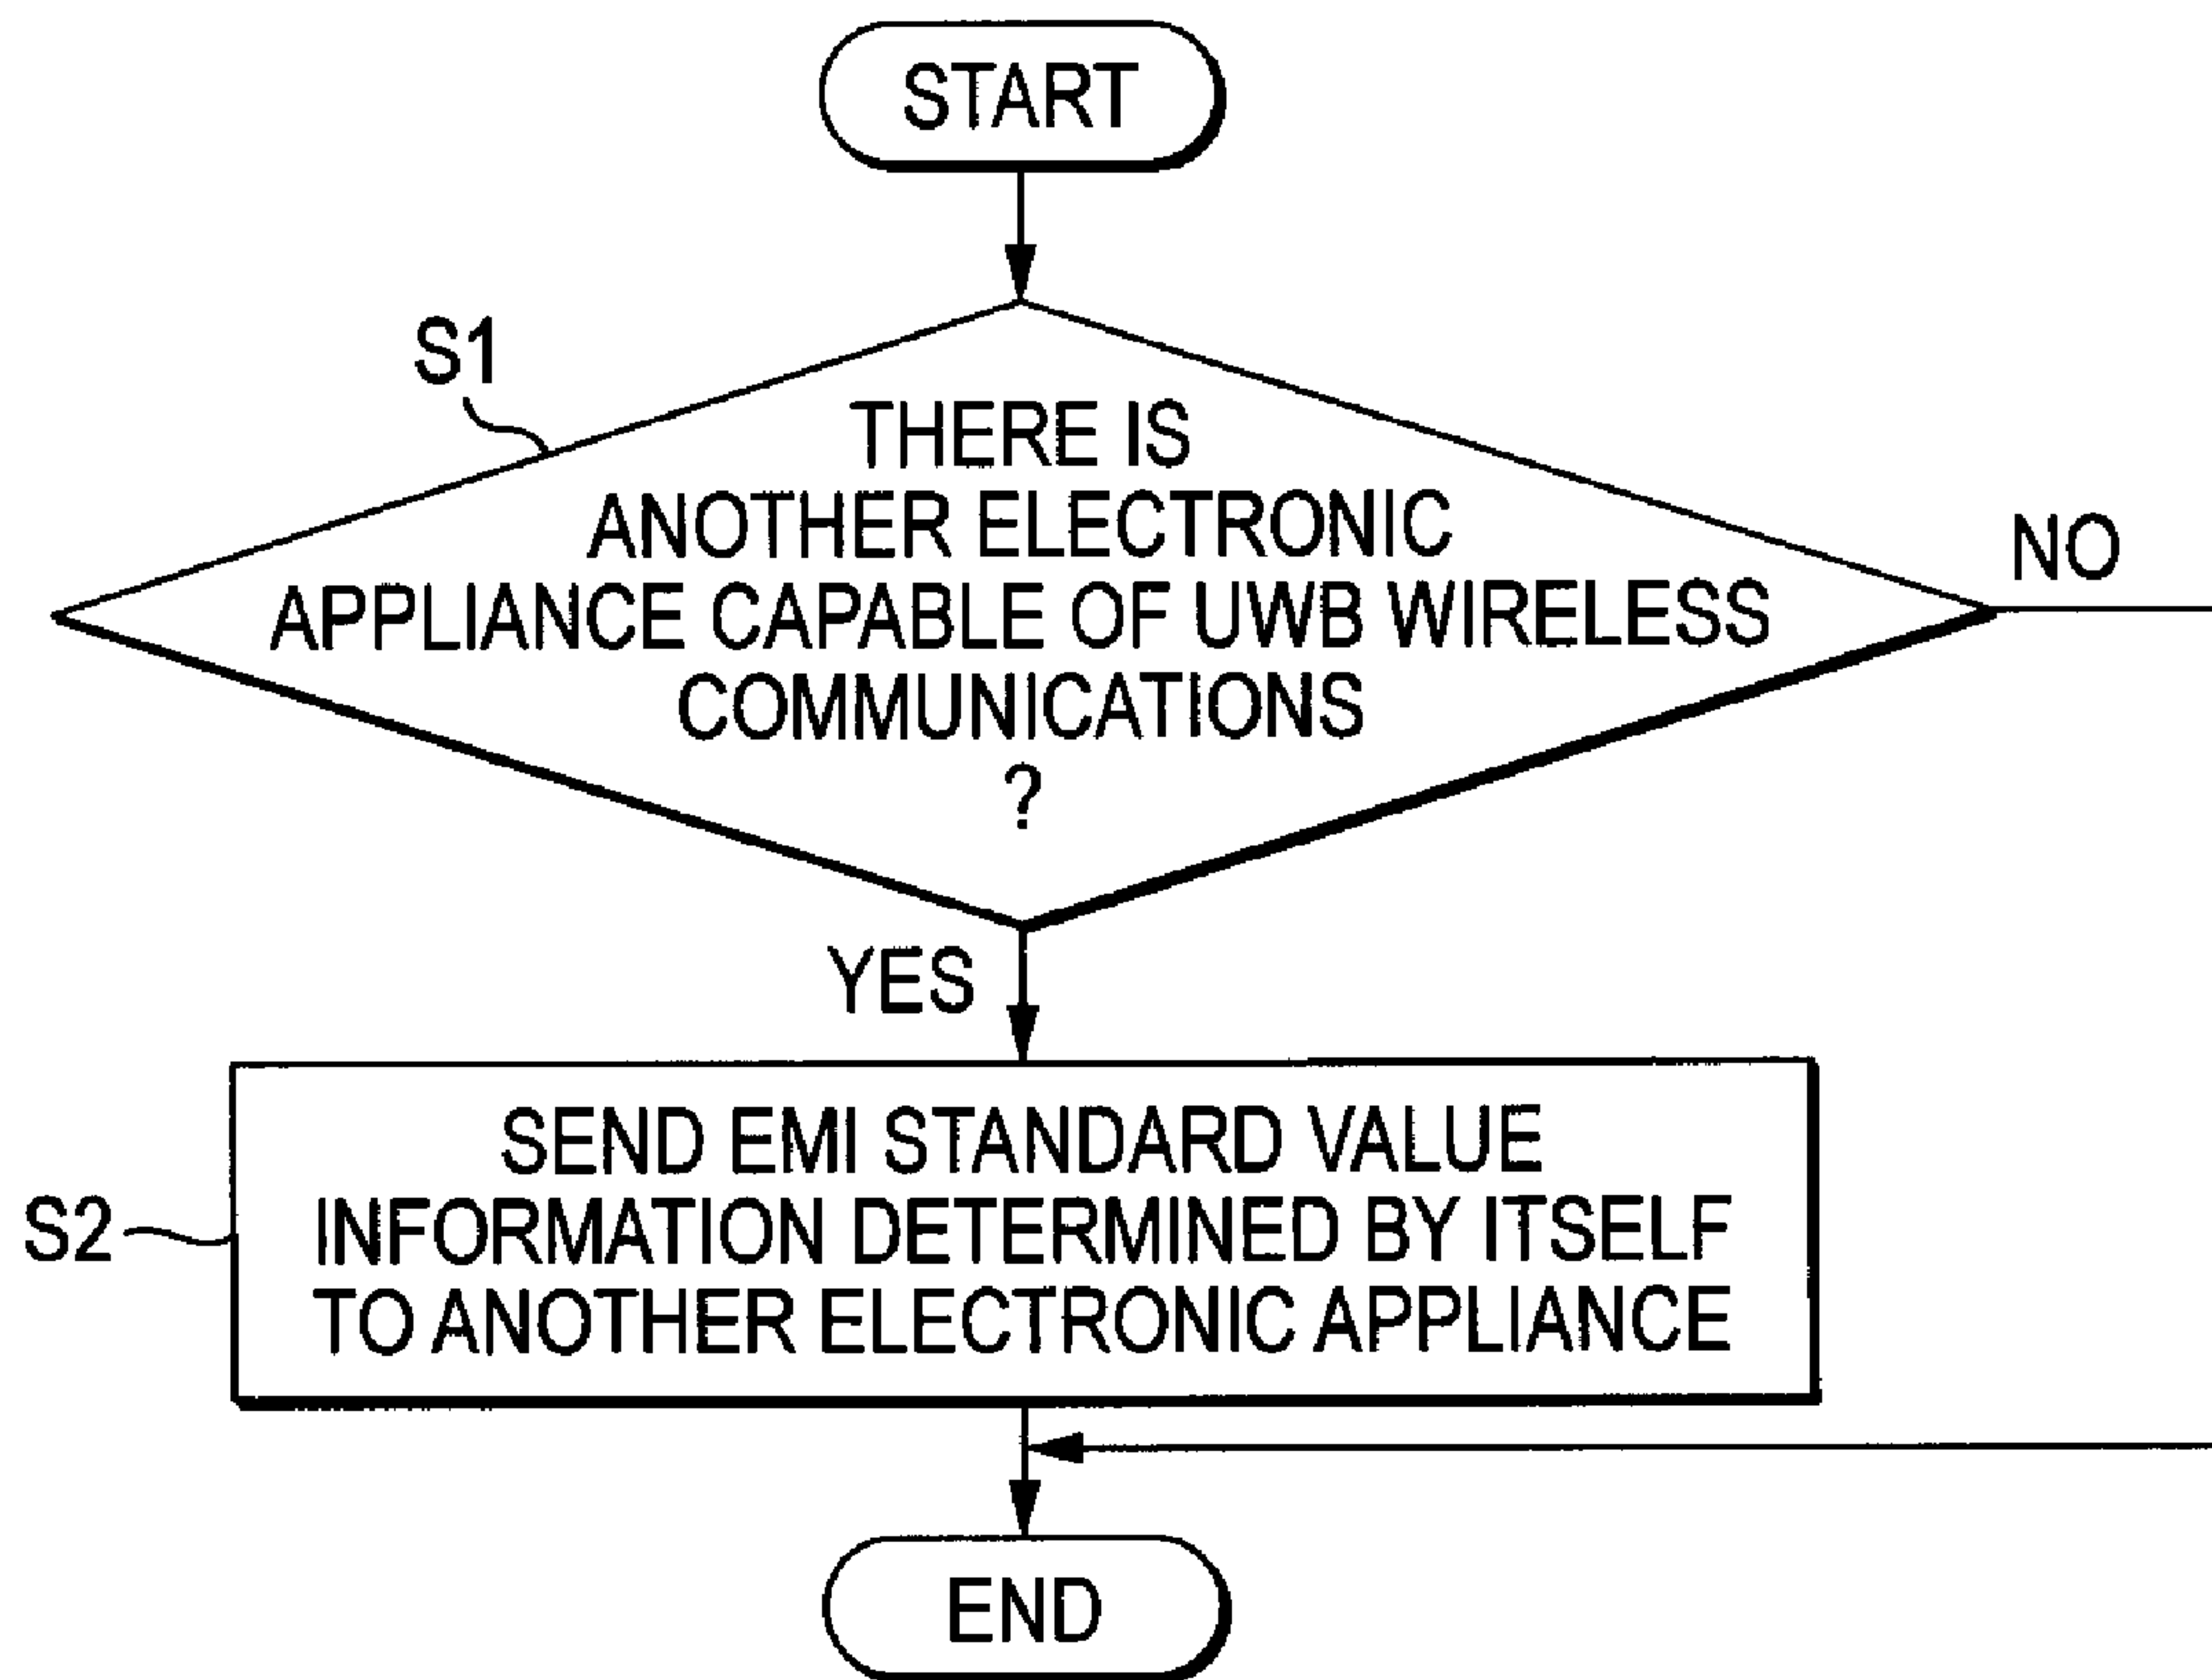 START
S1
THERE IS
ANOTHER ELECTRONIC
APPLIANCE CAPABLE OF UWB WIRELESS
COMMUNICATIONS
?
NO
YES
S2
SEND EMI STANDARD VALUE
INFORMATION DETERMINED BY ITSELF
TO ANOTHER ELECTRONIC APPLIANCE
END